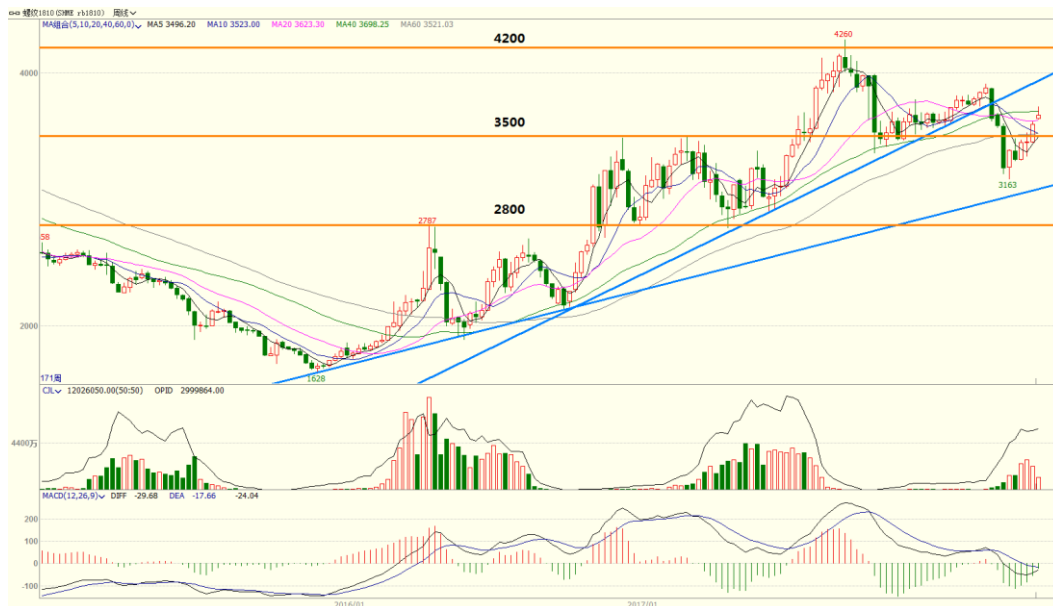 螺纹1810(SHFE rb1810) 周线
MA组合(5,10,20,40,60,0) MA5 3496.20 MA10 3523.00 MA20 3623.30 MA40 3698.25 MA60 3521.03
4260
4200
4000
3500
3163
2800
2787
58
2000
1628
171周
CJL 12026050.00(50:50) OPID 2999864.00
4400万
MACD(12,26,9) DIFF -29.68 DEA -17.66 -24.04
200
100
0
-100
2016/01
2017/01